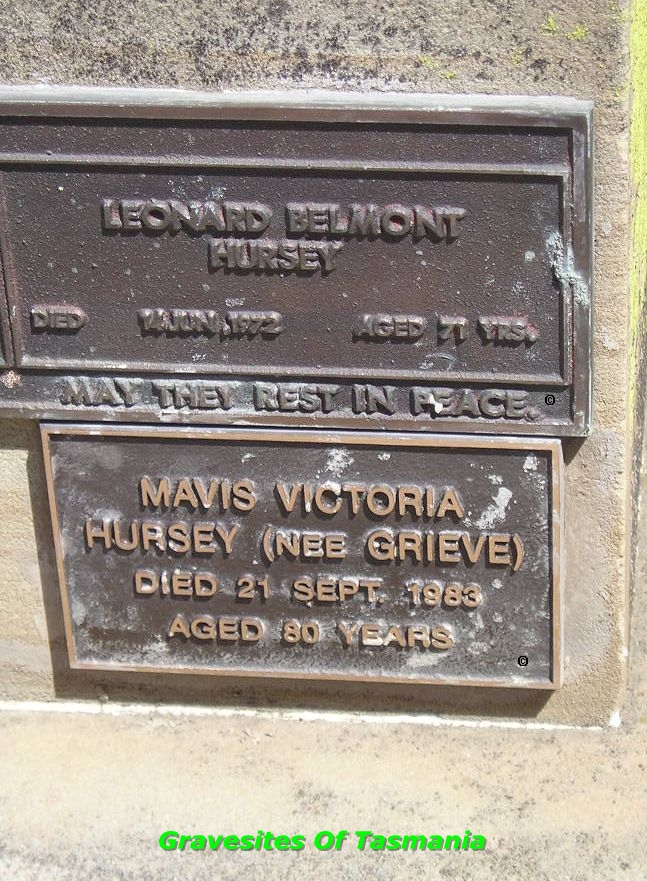 LEONARD BELMONT
HURSEY
DIED 14 JUN. 1972 AGED 71 YRS.
MAY THEY REST IN PEACE. ©
MAVIS VICTORIA
HURSEY (NEE GRIEVE)
DIED 21 SEPT. 1983
AGED 80 YEARS
©
Gravesites Of Tasmania